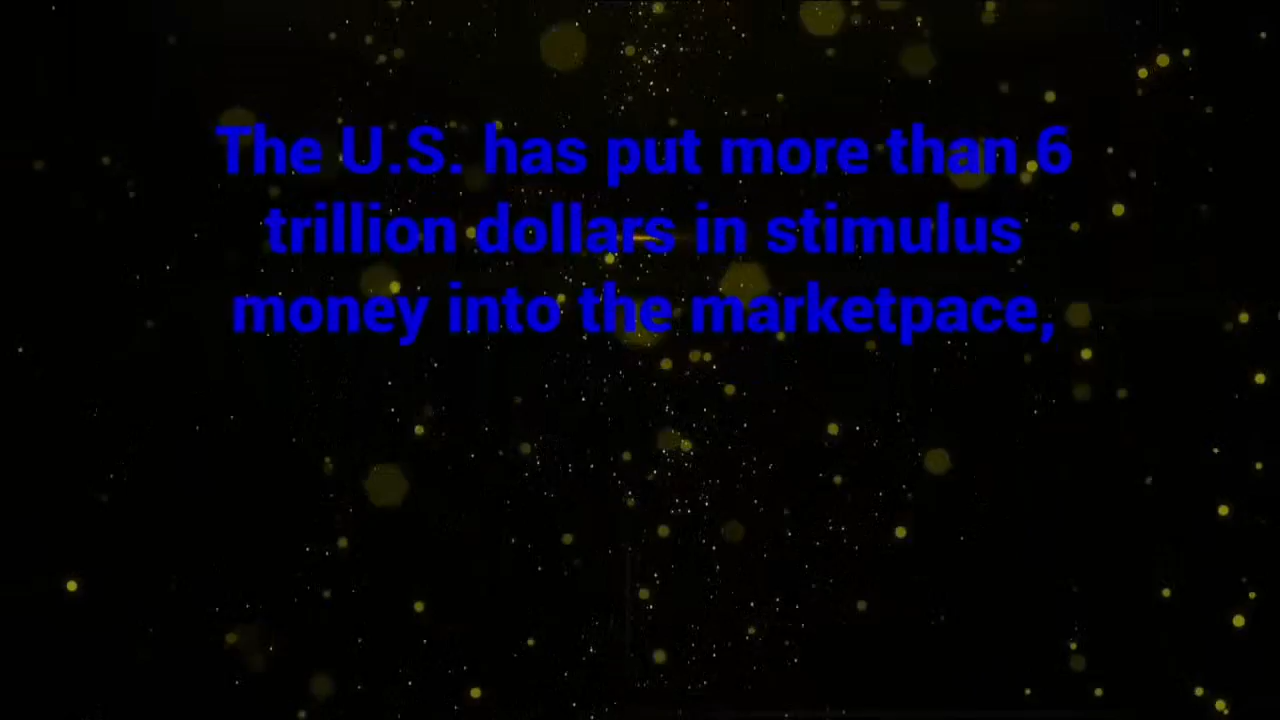 The U.S. has put more than 6
trillion dollars in stimulus
money into the marketpace,